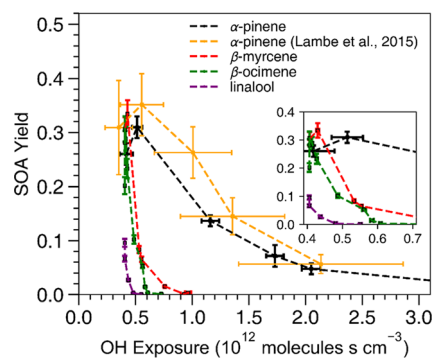 α-pinene
α-pinene (Lambe et al., 2015)
β-myrcene
β-ocimene
linalool
SOA Yield
0.5
0.4
0.3
0.2
0.1
0.0
0.4
0.3
0.2
0.1
0.0
0.4 0.5 0.6 0.7
0.0 0.5 1.0 1.5 2.0 2.5 3.0
OH Exposure (10¹² molecules s cm⁻³)